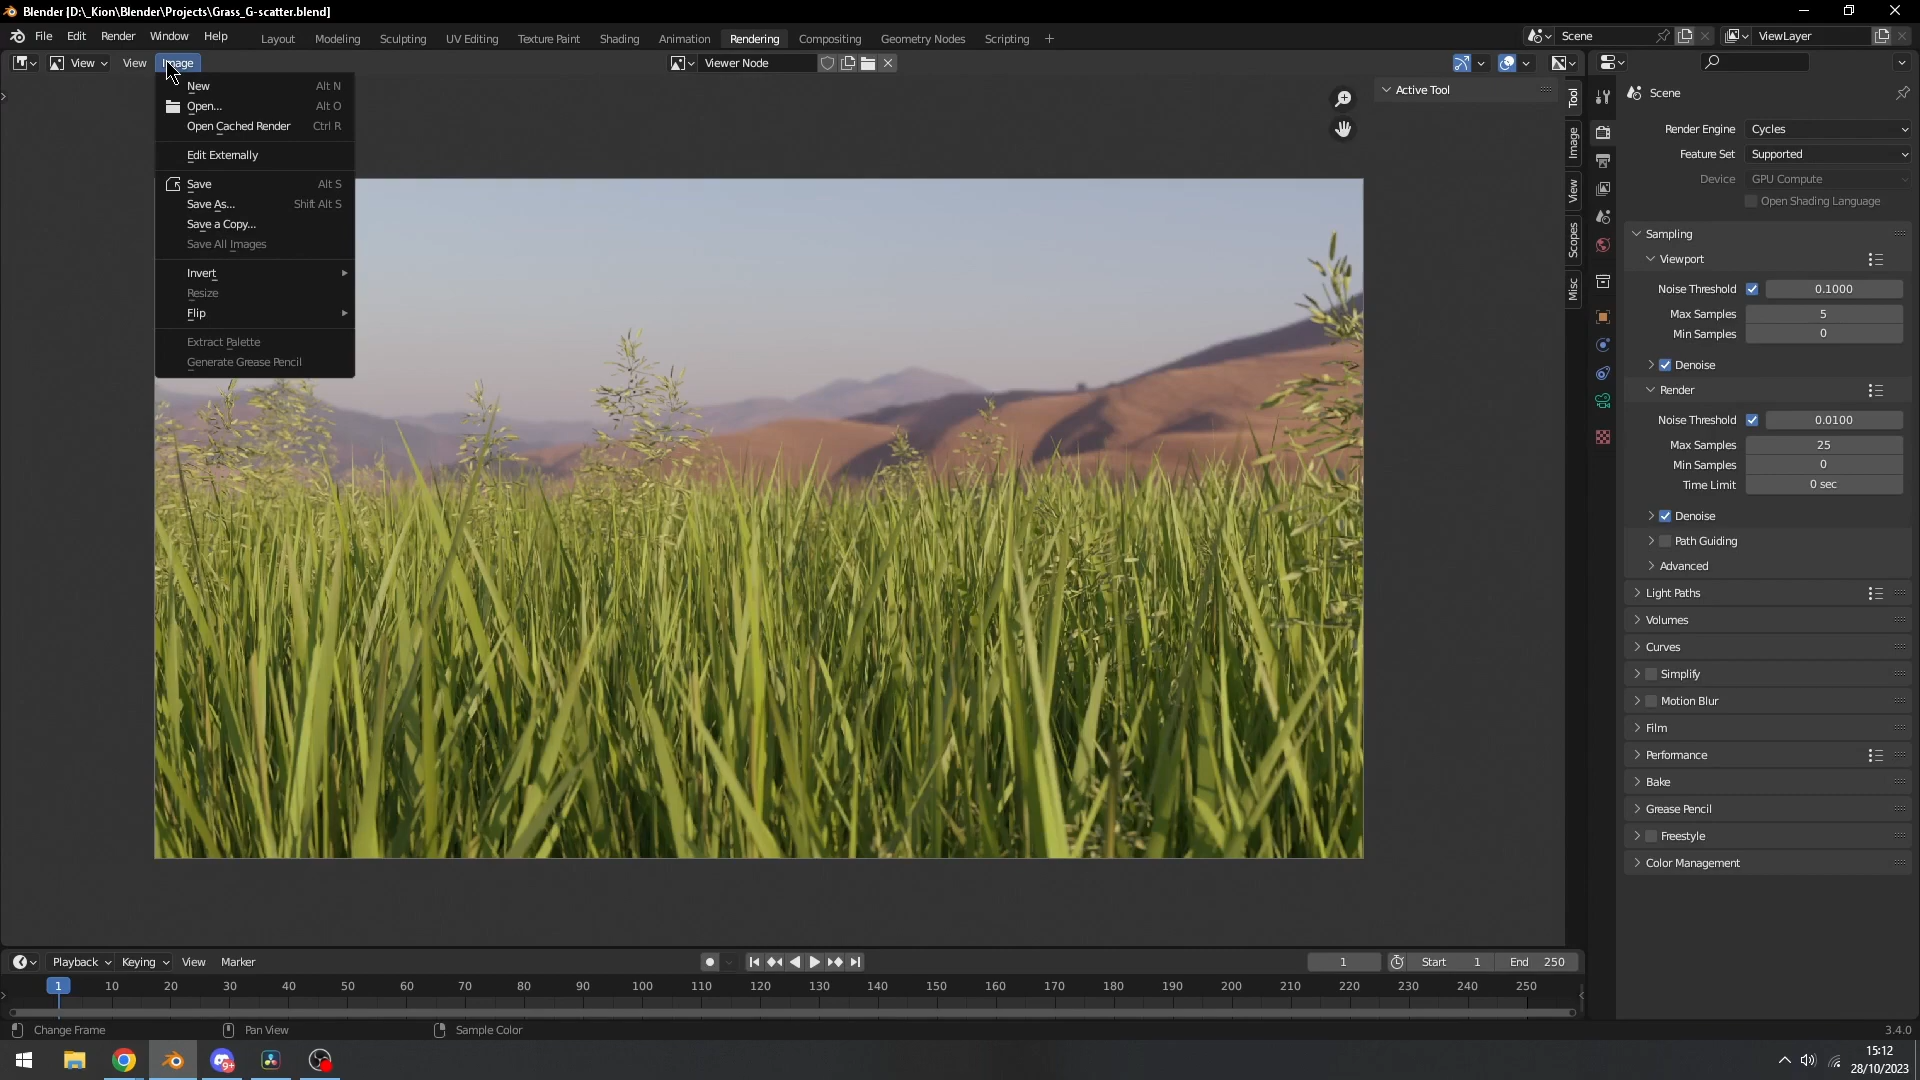 Blender [D:\_Kion\Blender\Projects\Grass_G-scatter.blend]
File Edit Render Window Help Layout Modeling Sculpting UV Editing Texture Paint Shading Animation Rendering Compositing Geometry Nodes Scripting + Scene ViewLayer
View View Image Viewer Node
New Alt N
Open... Alt O
Open Cached Render Ctrl R
Edit Externally
Save Alt S
Save As... Shift Alt S
Save a Copy...
Save All Images
Invert
Resize
Flip
Extract Palette
Generate Grease Pencil
Active Tool
Tool
Image
View
Scopes
Misc
Scene
Render Engine Cycles
Feature Set Supported
Device GPU Compute
Open Shading Language
Sampling
Viewport
Noise Threshold 0.1000
Max Samples 5
Min Samples 0
Denoise
Render
Noise Threshold 0.0100
Max Samples 25
Min Samples 0
Time Limit 0 sec
Denoise
Path Guiding
Advanced
Light Paths
Volumes
Curves
Simplify
Motion Blur
Film
Performance
Bake
Grease Pencil
Freestyle
Color Management
Playback Keying View Marker 1 Start 1 End 250
1 10 20 30 40 50 60 70 80 90 100 110 120 130 140 150 160 170 180 190 200 210 220 230 240 250
Change Frame Pan View Sample Color 3.4.0
9+
15:12
28/10/2023